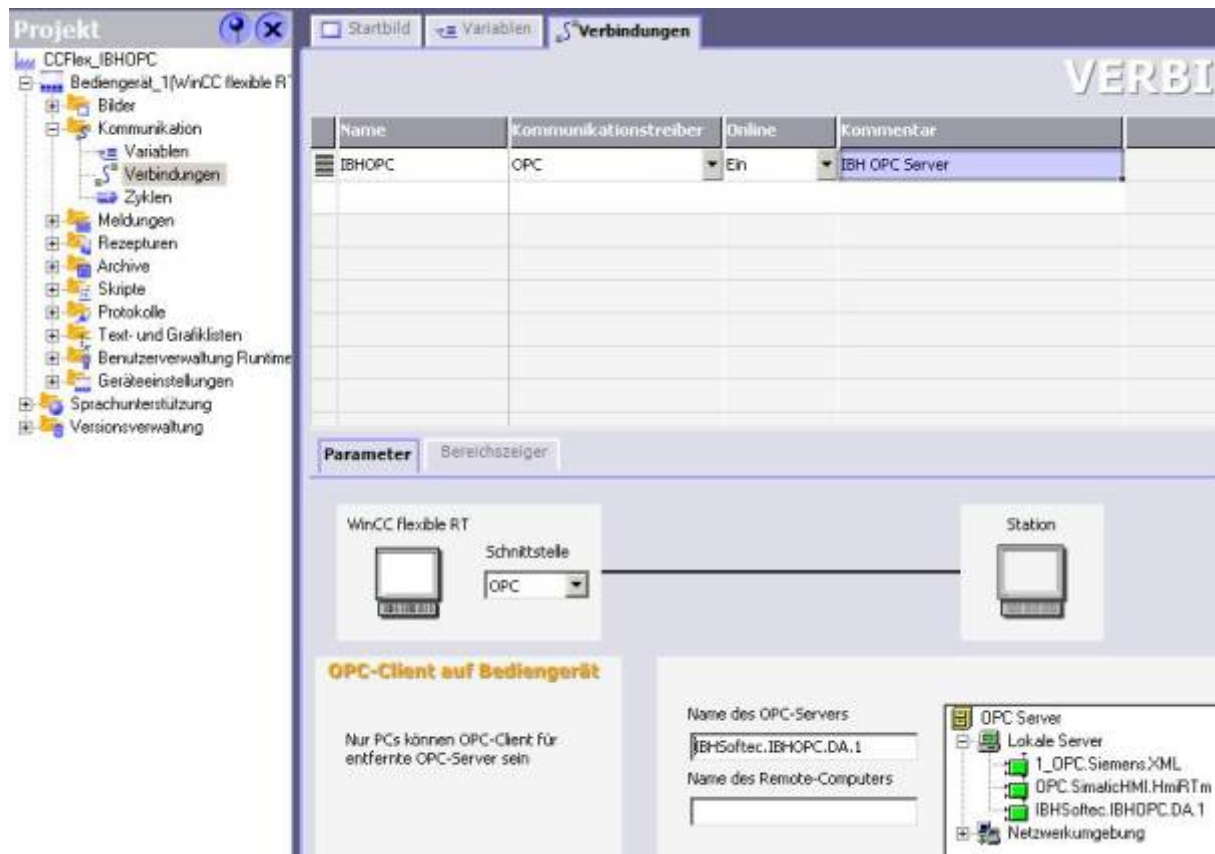 Projekt
CCFlex_IBHOPC
Bediengerät_1(WinCC flexible R
Bilder
Kommunikation
Variablen
Verbindungen
Zyklen
Meldungen
Rezepturen
Archive
Skripte
Protokolle
Text- und Grafiklisten
Benutzerverwaltung Runtime
Geräteeinstellungen
Sprachunterstützung
Versionsverwaltung
Startbild Variablen Verbindungen
VERBI
Name Kommunikationstreiber Online Kommentar
IBHOPC OPC Ein IBH OPC Server
Parameter Bereichszeiger
WinCC flexible RT
Schnittstelle
OPC
Station
OPC-Client auf Bediengerät
Nur PCs können OPC-Client für
entfernte OPC-Server sein
Name des OPC-Servers
IBHSoftec.IBHOPC.DA.1
Name des Remote-Computers
OPC Server
Lokale Server
1_OPC.Siemens.XML
OPC.SimaticHMI.HmiRTm
IBHSoftec.IBHOPC.DA.1
Netzwerkumgebung